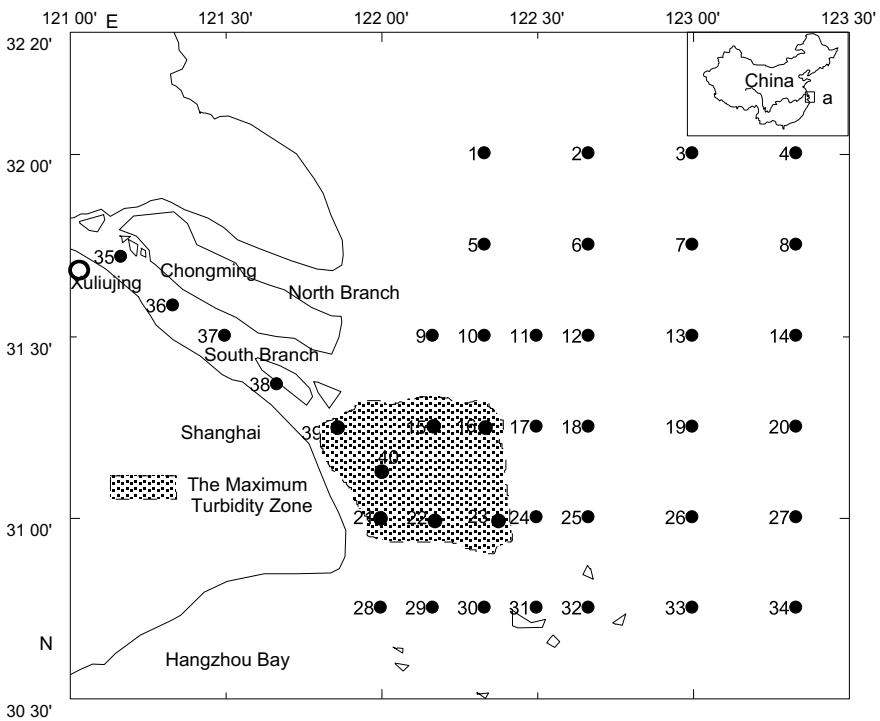 121 00' E 121 30' 122 00' 122 30' 123 00' 123 30'
32 20'
China
a
1 2 3 4
32 00'
5 6 7 8
35
Chongming
Xuliujing
North Branch
36
37 9 10 11 12 13 14
31 30'
South Branch
38
39 15 16 17 18 19 20
Shanghai
40
The Maximum
Turbidity Zone
21 22 23 24 25 26 27
31 00'
28 29 30 31 32 33 34
N
Hangzhou Bay
30 30'